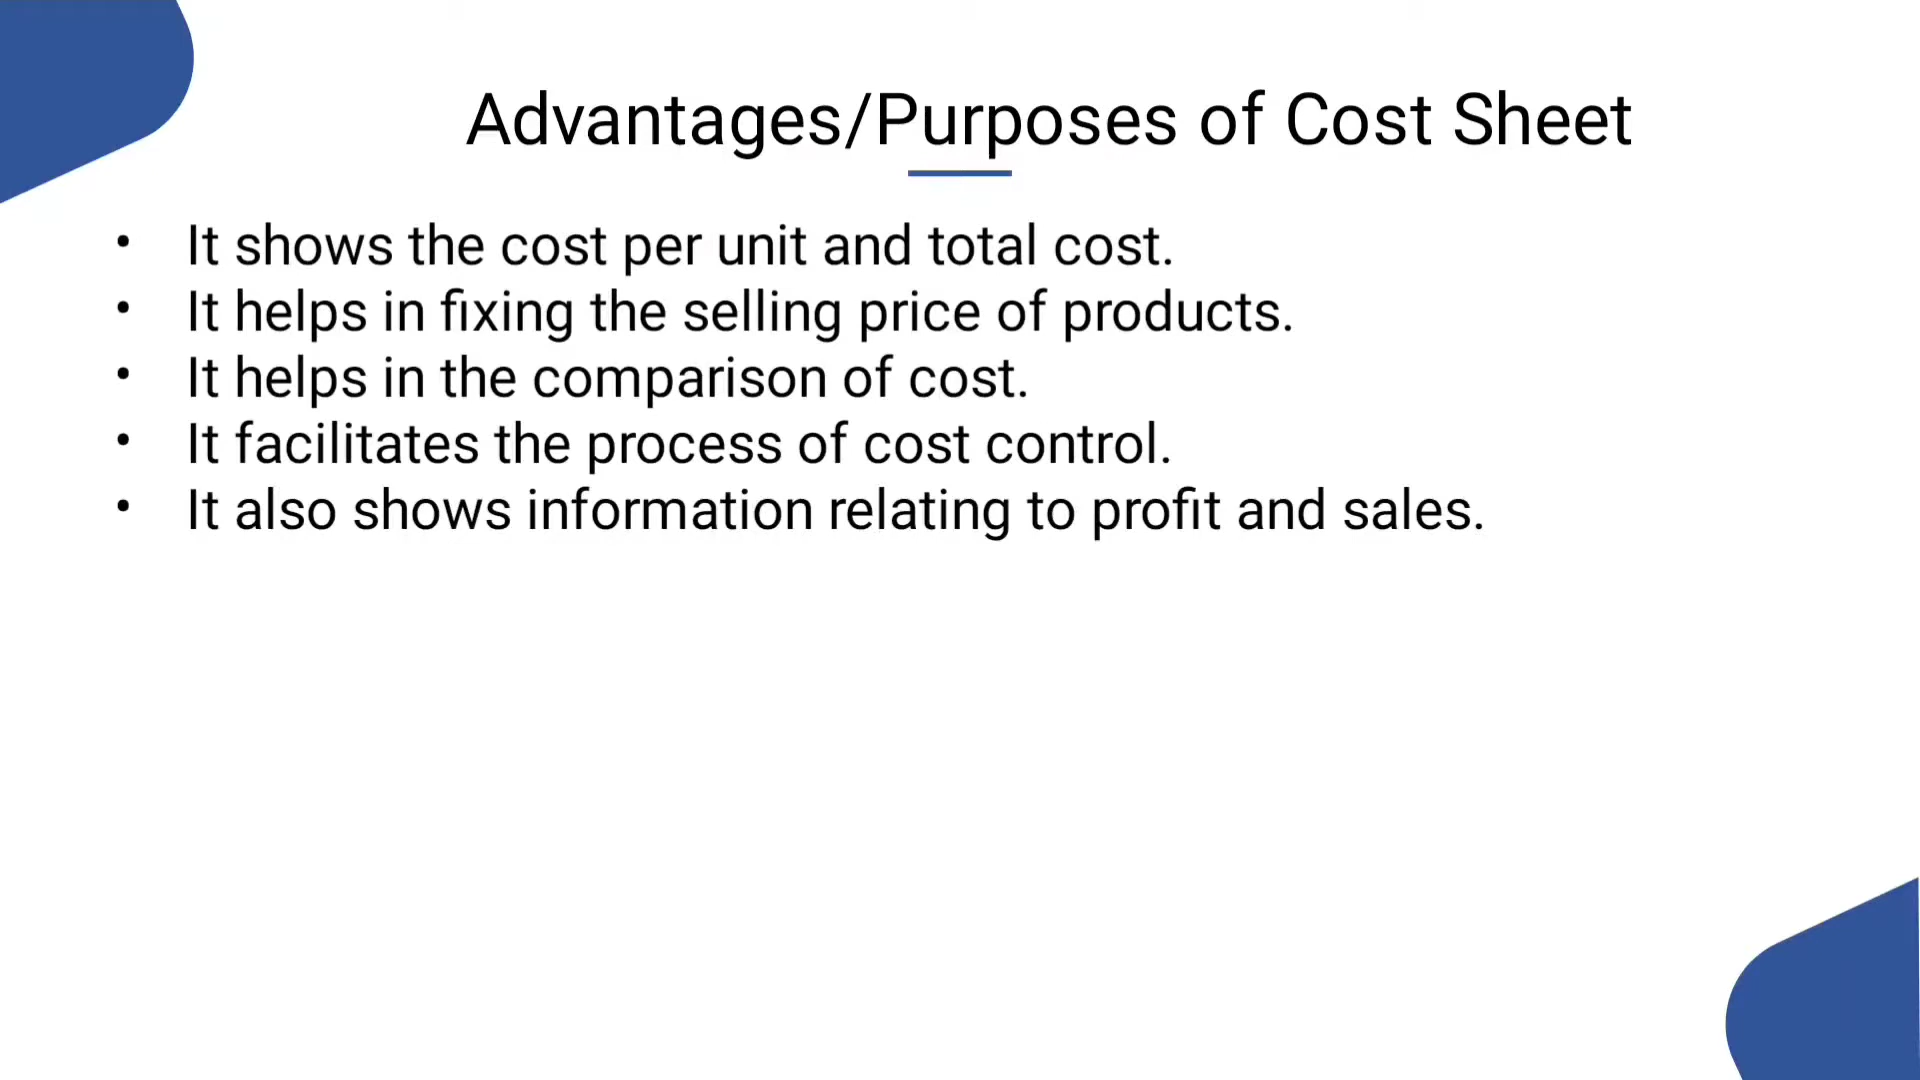 Advantages/Purposes of Cost Sheet
• It shows the cost per unit and total cost.
• It helps in fixing the selling price of products.
• It helps in the comparison of cost.
• It facilitates the process of cost control.
• It also shows information relating to profit and sales.